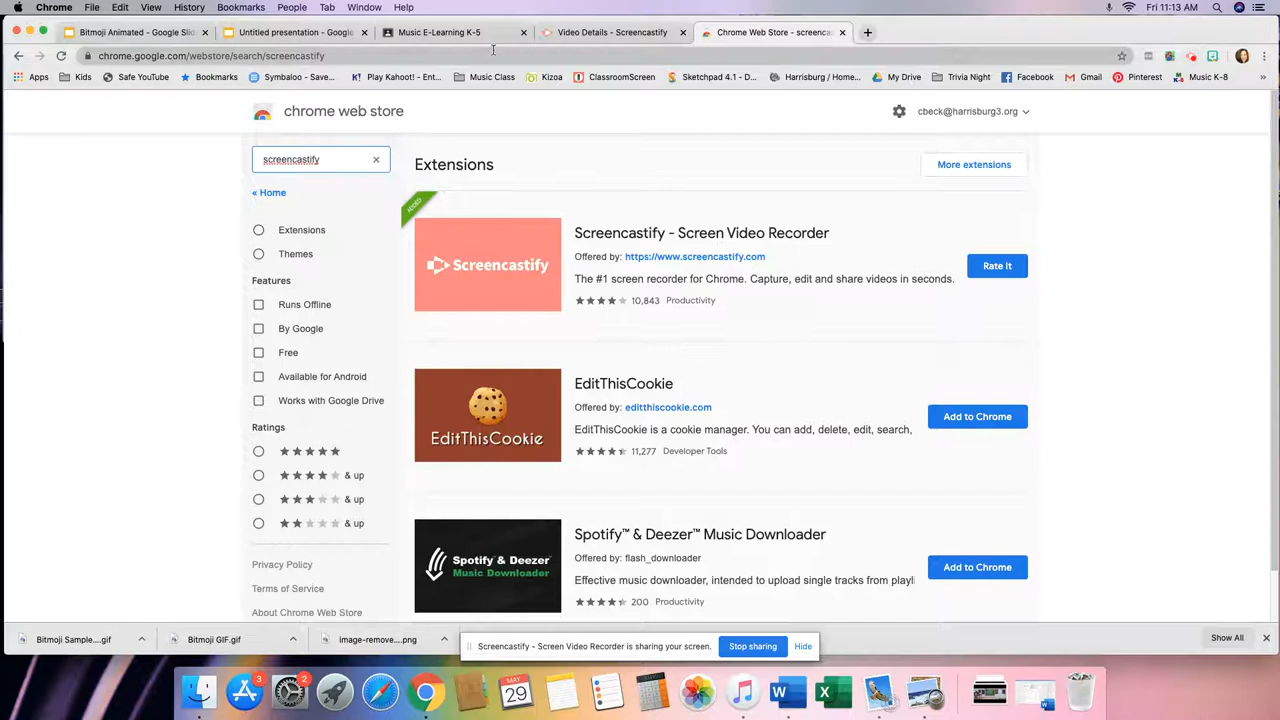 Chrome File Edit View History Bookmarks People Tab Window Help Fri 11:13 AM
Bitmoji Animated - Google Slid Untitled presentation - Google Music E-Learning K-5 Video Details - Screencastify Chrome Web Store - screencas
chrome.google.com/webstore/search/screencastify
Apps Kids Safe YouTube Bookmarks Symbaloo - Save... Play Kahoot! - Ent... Music Class Kizoa ClassroomScreen Sketchpad 4.1 - D... Harrisburg / Home... My Drive Trivia Night Facebook Gmail Pinterest Music K-8
chrome web store
cbeck@harrisburg3.org
screencastify
« Home
Extensions
Themes
Features
Runs Offline
By Google
Free
Available for Android
Works with Google Drive
Ratings
& up
& up
& up
Privacy Policy
Terms of Service
About Chrome Web Store
Extensions
More extensions
ADDED
Screencastify
Screencastify - Screen Video Recorder
Offered by: https://www.screencastify.com
The #1 screen recorder for Chrome. Capture, edit and share videos in seconds.
10,843 Productivity
Rate It
EditThisCookie
EditThisCookie
Offered by: editthiscookie.com
EditThisCookie is a cookie manager. You can add, delete, edit, search,
11,277 Developer Tools
Add to Chrome
Spotify & Deezer
Music Downloader
Spotify™ & Deezer™ Music Downloader
Offered by: flash_downloader
Effective music downloader, intended to upload single tracks from playl
200 Productivity
Add to Chrome
Bitmoji Sample....gif Bitmoji GIF.gif image-remove....png Show All
Screencastify - Screen Video Recorder is sharing your screen. Stop sharing Hide
3 2 MAY 29 W X